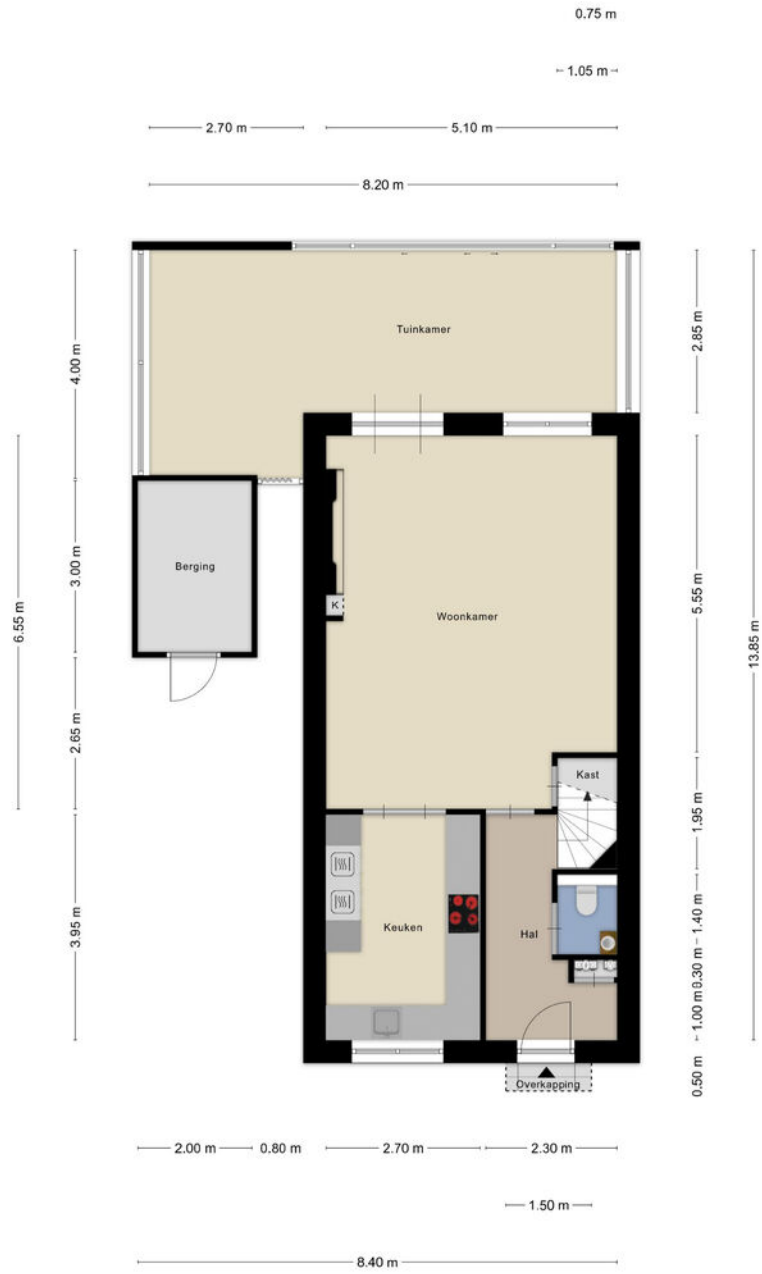 0.75 m
1.05 m
2.70 m
5.10 m
8.20 m
Tuinkamer
4.00 m
2.85 m
Berging
3.00 m
K
Woonkamer
6.55 m
5.55 m
13.85 m
2.65 m
Kast
1.95 m
Keuken
Hal
3.95 m
1.40 m
0.30 m
1.00 m
0.50 m
Overkapping
2.00 m
0.80 m
2.70 m
2.30 m
1.50 m
8.40 m